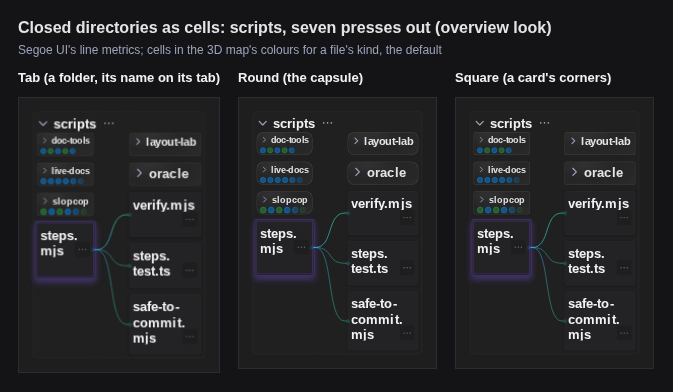 Closed directories as cells: scripts, seven presses out (overview look)
Segoe UI's line metrics; cells in the 3D map's colours for a file's kind, the default
Tab (a folder, its name on its tab)
scripts ...
doc-tools
layout-lab
live-docs
oracle
slopcop
verify.mjs
...
steps.
mjs ...
steps.
test.ts ...
safe-to-
commit.
mjs ...
Round (the capsule)
scripts ...
doc-tools
layout-lab
live-docs
oracle
slopcop
verify.mjs
...
steps.
mjs ...
steps.
test.ts ...
safe-to-
commit.
mjs ...
Square (a card's corners)
scripts ...
doc-tools
layout-lab
live-docs
oracle
slopcop
verify.mjs
...
steps.
mjs ...
steps.
test.ts ...
safe-to-
commit.
mjs ...